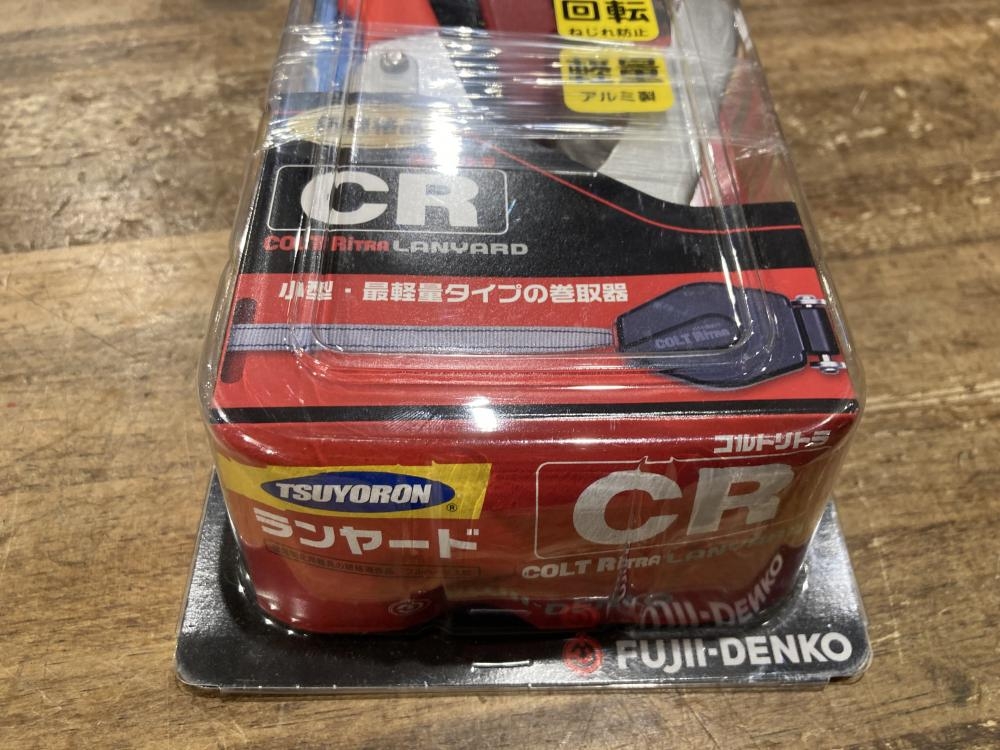 回転
ねじれ防止
軽量
アルミ製
CR
COLT RITRA LANYARD
小型・最軽量タイプの巻取器
COLT RITRA
コルトリトラ
TSUYORON®
CR
ランヤード
COLT RITRA LANYARD
FUJII-DENKO